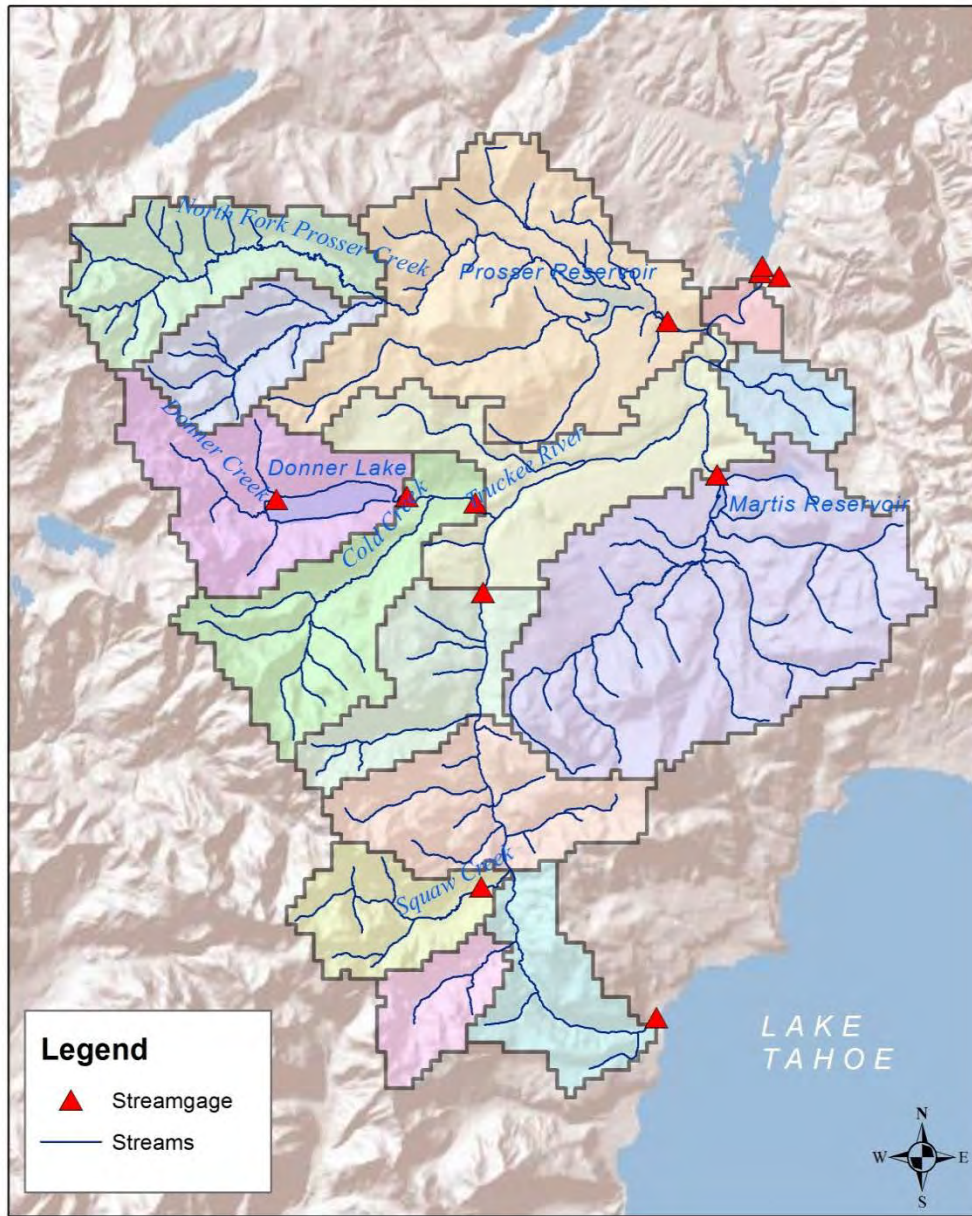 North Fork Prosser Creek
Prosser Reservoir
Donner Creek
Donner Lake
Cold Creek
Truckee River
Martis Reservoir
Squaw Creek
LAKE
TAHOE
Legend
Streamgage
Streams
N
W
E
S